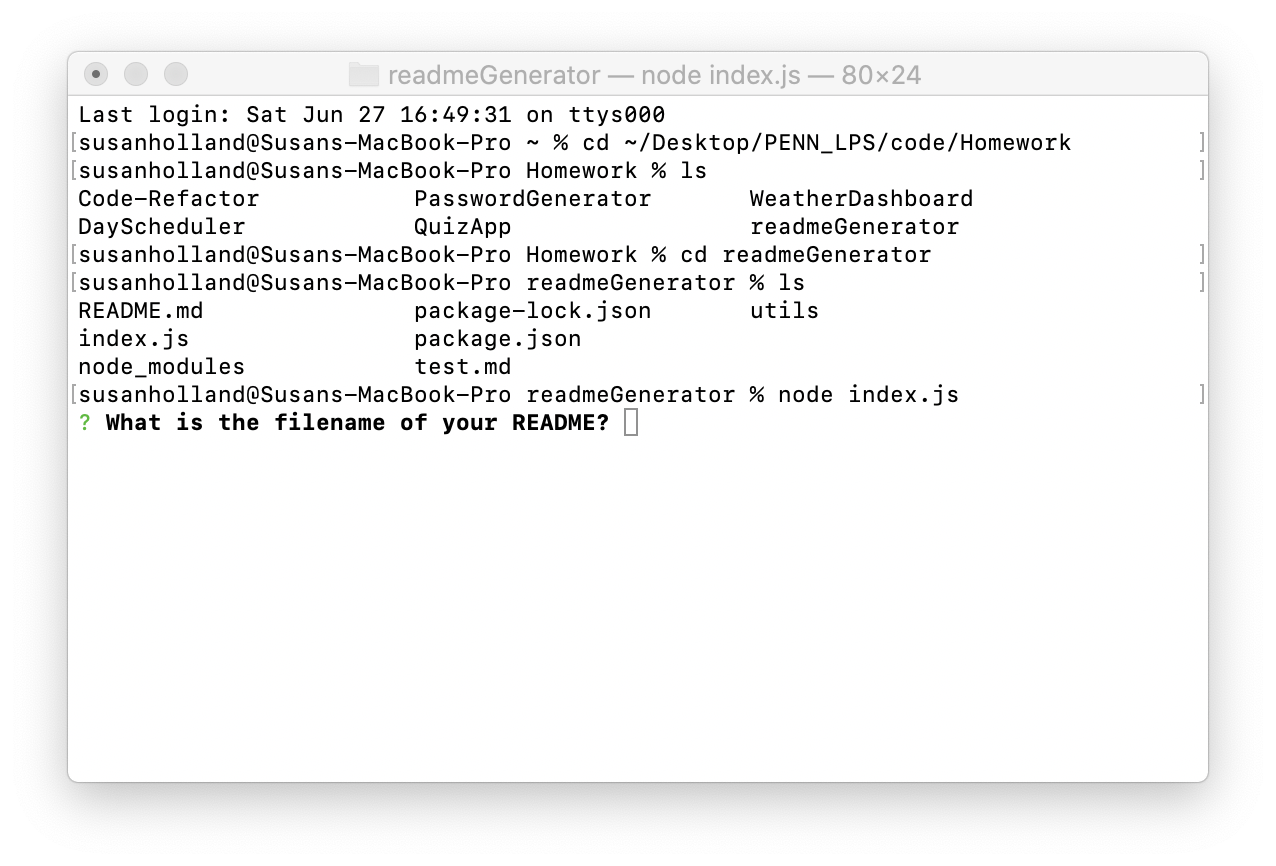 readmeGenerator — node index.js — 80×24
Last login: Sat Jun 27 16:49:31 on ttys000
[susanholland@Susans-MacBook-Pro ~ % cd ~/Desktop/PENN_LPS/code/Homework ]
[susanholland@Susans-MacBook-Pro Homework % ls ]
Code-Refactor PasswordGenerator WeatherDashboard
DayScheduler QuizApp readmeGenerator
[susanholland@Susans-MacBook-Pro Homework % cd readmeGenerator ]
[susanholland@Susans-MacBook-Pro readmeGenerator % ls ]
README.md package-lock.json utils
index.js package.json
node_modules test.md
[susanholland@Susans-MacBook-Pro readmeGenerator % node index.js ]
? What is the filename of your README?